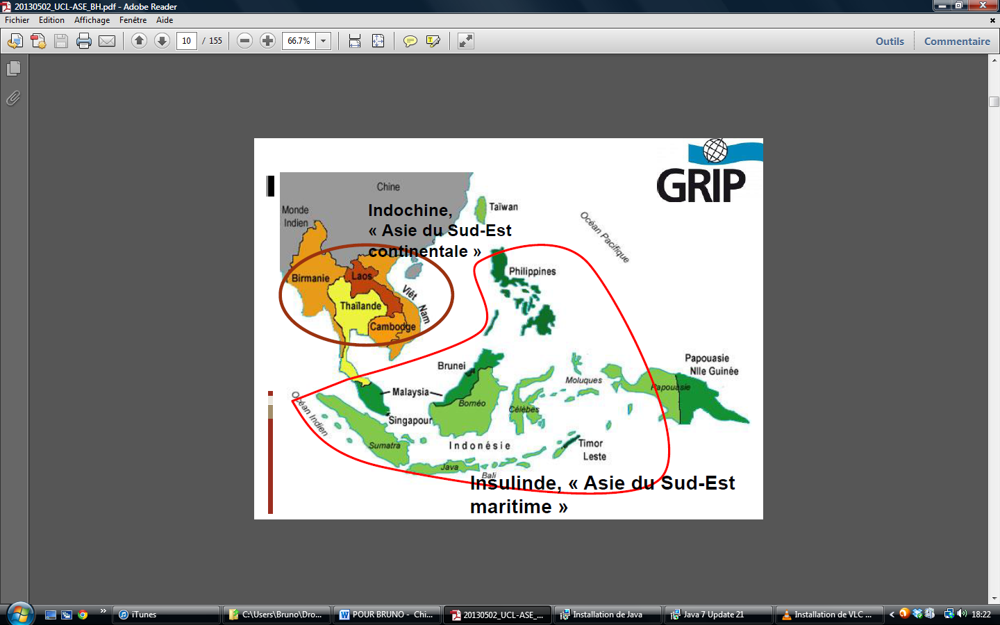 20130502_UCL-ASE_BH.pdf - Adobe Reader
Fichier Edition Affichage Fenêtre Aide
10 / 155 66.7% Outils Commentaire
GRIP
Chine
Monde
Indien
Indochine,
« Asie du Sud-Est
continentale »
Taïwan
Océan Pacifique
Birmanie
Laos
Thaïlande
Viêt Nam
Cambodge
Philippines
Brunei
Malaysia
Singapour
Océan Indien
Bornéo
Célèbes
Moluques
Papouasie
Papouasie
Nlle Guinée
Sumatra
Indonésie
Timor
Leste
Java
Bali
Insulinde, « Asie du Sud-Est
maritime »
» iTunes C:\Users\Bruno\Dro... POUR BRUNO - Chi... 20130502_UCL-ASE_... Installation de Java Java 7 Update 21 Installation de VLC ... < 18:22